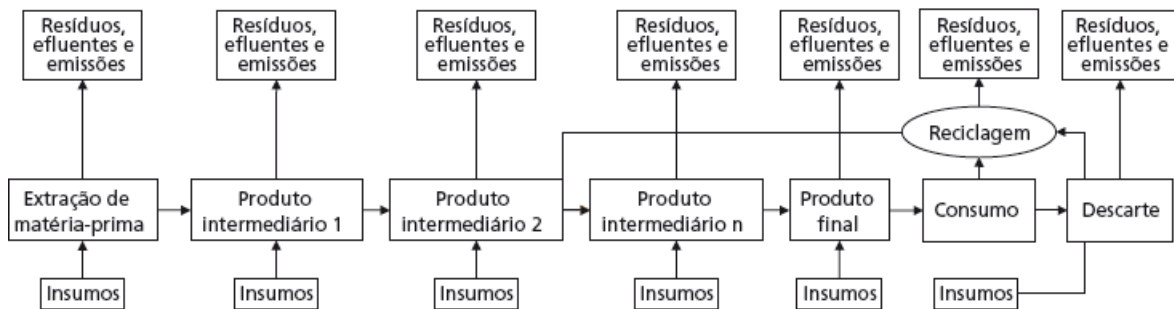 Resíduos,
efluentes e
emissões
Resíduos,
efluentes e
emissões
Resíduos,
efluentes e
emissões
Resíduos,
efluentes e
emissões
Resíduos,
efluentes e
emissões
Resíduos,
efluentes e
emissões
Resíduos,
efluentes e
emissões
Reciclagem
Extração de
matéria-prima
Produto
intermediário 1
Produto
intermediário 2
Produto
intermediário n
Produto
final
Consumo
Descarte
Insumos
Insumos
Insumos
Insumos
Insumos
Insumos